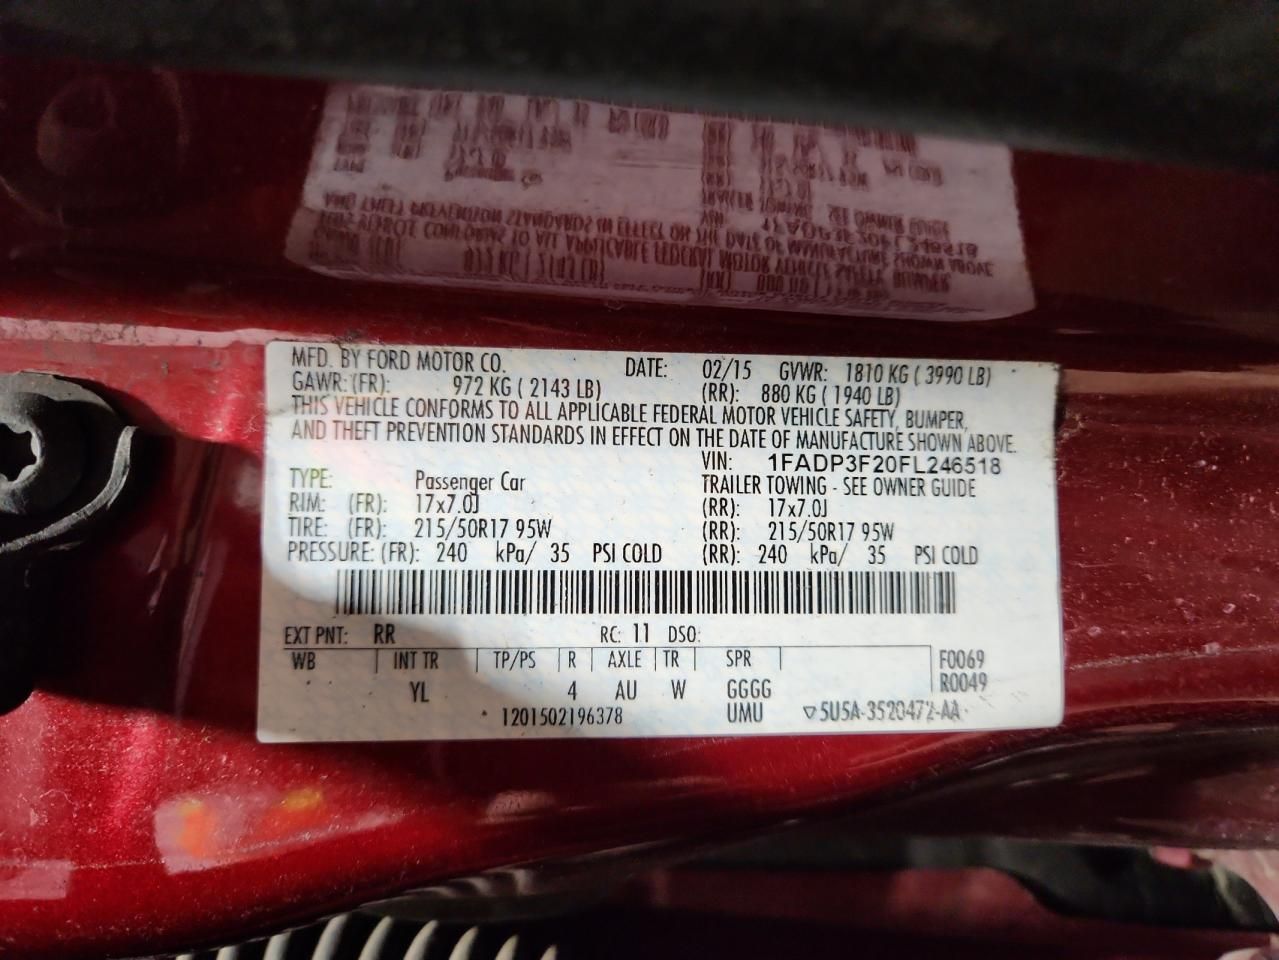 MFD. BY FORD MOTOR CO. DATE: 02/15 GVWR: 1810 KG ( 3990 LB)
GAWR: (FR): 972 KG ( 2143 LB) (RR): 880 KG ( 1940 LB)
THIS VEHICLE CONFORMS TO ALL APPLICABLE FEDERAL MOTOR VEHICLE SAFETY, BUMPER,
AND THEFT PREVENTION STANDARDS IN EFFECT ON THE DATE OF MANUFACTURE SHOWN ABOVE.
VIN: 1FADP3F20FL246518
TYPE: Passenger Car TRAILER TOWING - SEE OWNER GUIDE
RIM: (FR): 17x7.0J (RR): 17x7.0J
TIRE: (FR): 215/50R17 95W (RR): 215/50R17 95W
PRESSURE: (FR): 240 kPa/ 35 PSI COLD (RR): 240 kPa/ 35 PSI COLD
EXT PNT: RR RC: 11 DSO:
WB INT TR TP/PS R AXLE TR SPR F0069
YL 4 AU W GGGG R0049
1201502196378 UMU ▽5U5A-3520472-AA